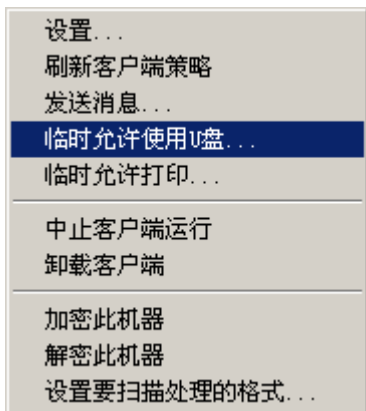 设置...
刷新客户端策略
发送消息...
临时允许使用U盘...
临时允许打印...
中止客户端运行
卸载客户端
加密此机器
解密此机器
设置要扫描处理的格式...